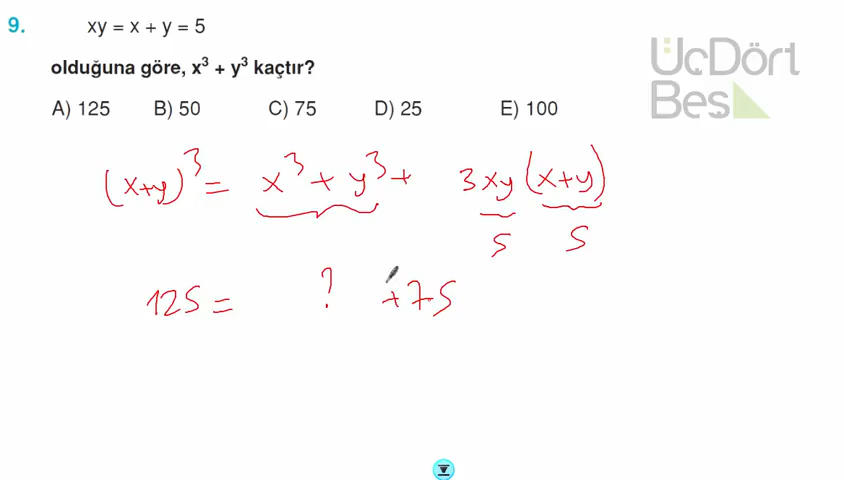 9. xy = x + y = 5
olduğuna göre, x³ + y³ kaçtır?
A) 125 B) 50 C) 75 D) 25 E) 100
ÜçDört
Beş
(x+y)³ = x³ + y³ + 3xy(x+y)
5 5
125 = ? +75